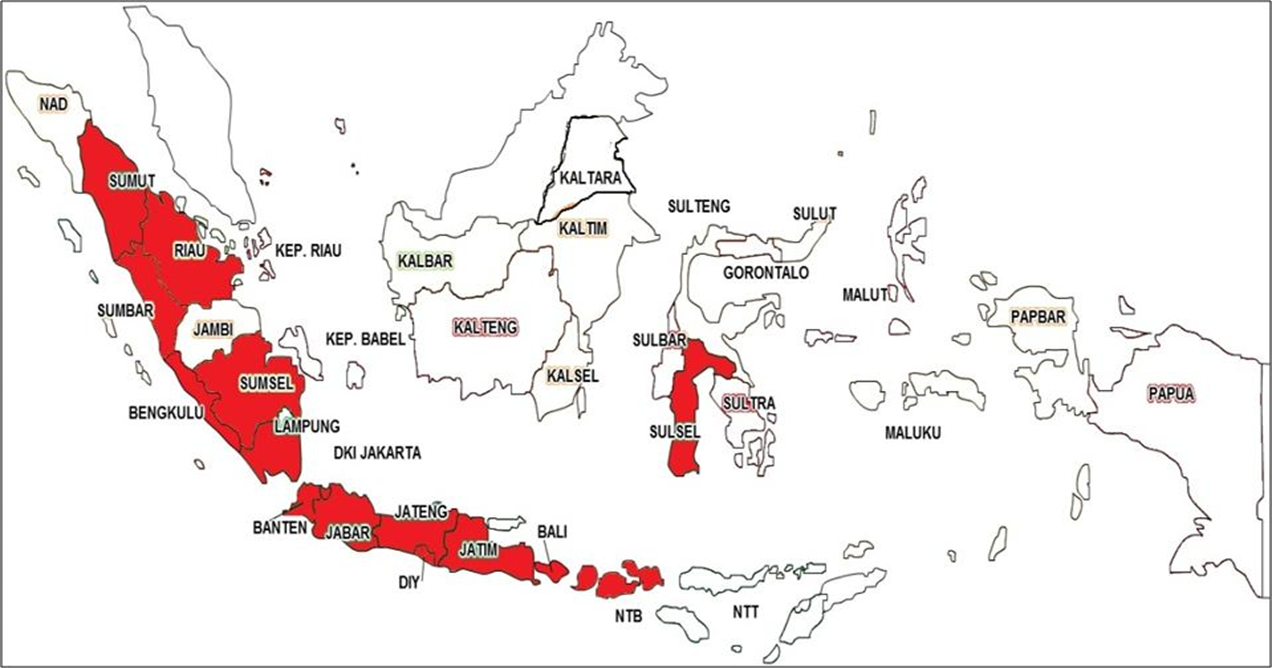 NAD
SUMUT
KALTARA
SULTENG
SULUT
KALTIM
RIAU
KEP. RIAU
KALBAR
GORONTALO
MALUT
SUMBAR
PAPBAR
JAMBI
KALTENG
KEP. BABEL
SULBAR
KALSEL
SUMSEL
PAPUA
SULTRA
BENGKULU
LAMPUNG
SULSEL
MALUKU
DKI JAKARTA
JATENG
BANTEN
JABAR
BALI
JATIM
DIY
NTB
NTT